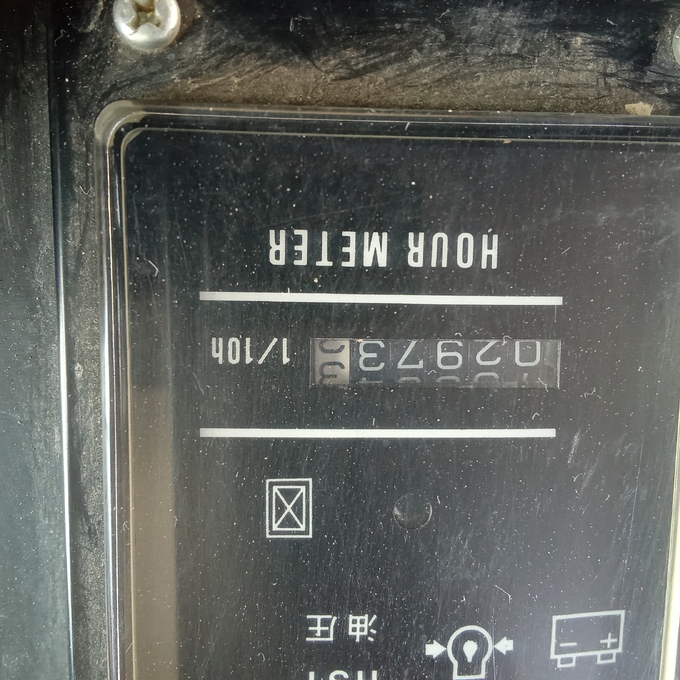 + −
油圧
02973 1/10h
HOUR METER